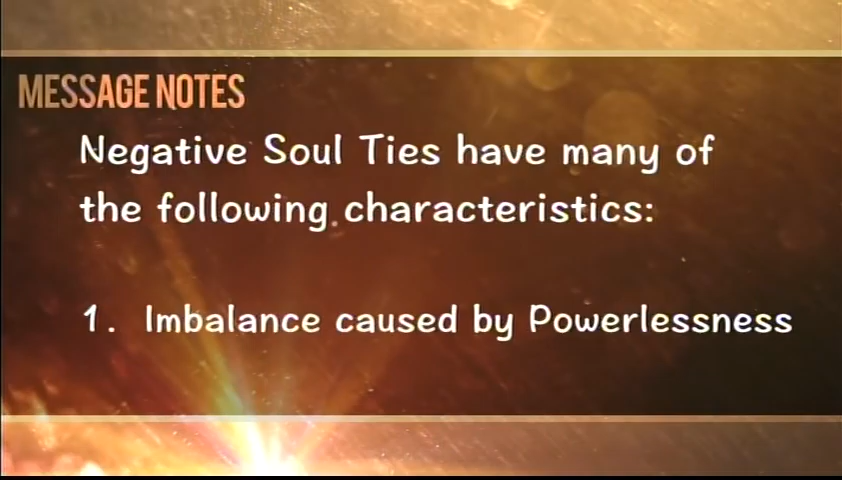 MESSAGE NOTES
Negative Soul Ties have many of
the following characteristics:
1. Imbalance caused by Powerlessness